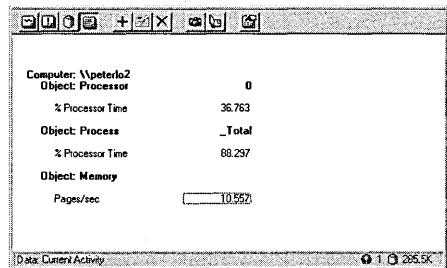 Computer: \\peterlo2
Object: Processor 0
% Processor Time 36.763
Object: Process _Total
% Processor Time 88.297
Object: Memory
Pages/sec 10.557
Data: Current Activity 1 285.5K